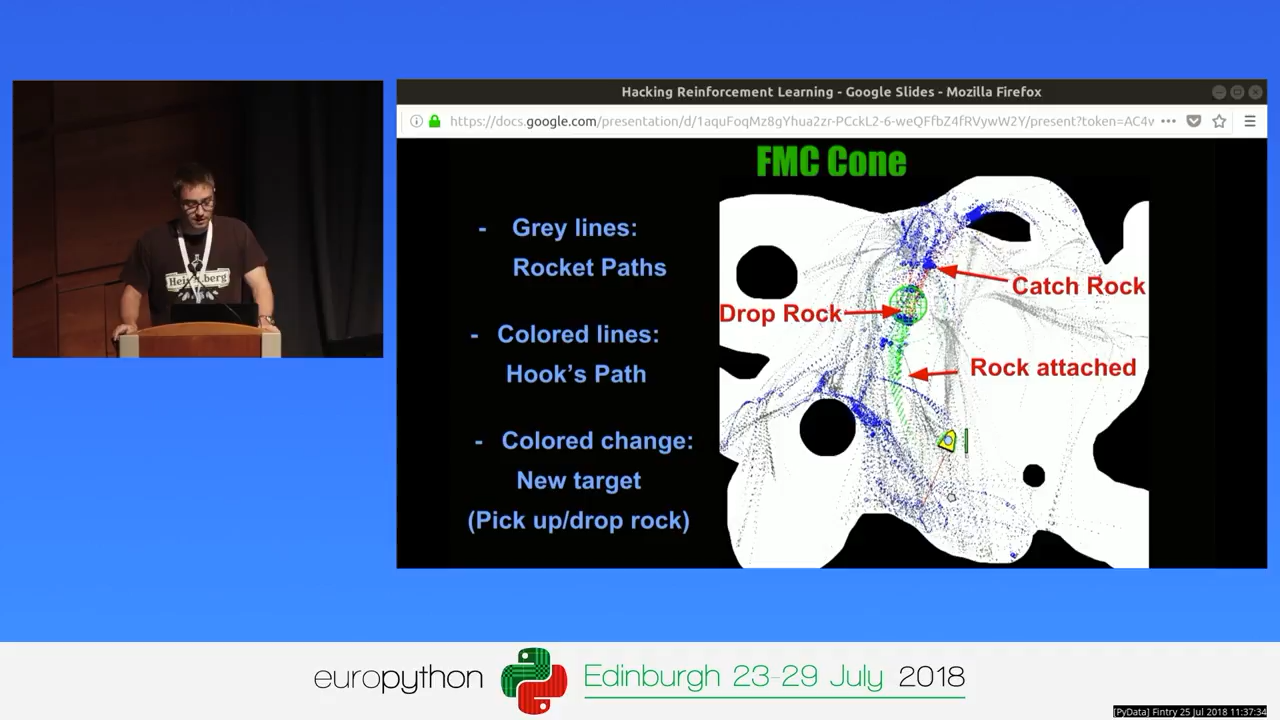 Hacking Reinforcement Learning - Google Slides - Mozilla Firefox
https://docs.google.com/presentation/d/1aquFoqMz8gYhua2zr-PCckL2-6-weQFfbZ4fRVywW2Y/present?token=AC4v
FMC Cone
- Grey lines:
Rocket Paths
- Colored lines:
Hook's Path
- Colored change:
New target
(Pick up/drop rock)
Catch Rock
Drop Rock
Rock attached
europython
Edinburgh 23-29 July 2018
[PyData] Fintry 25 Jul 2018 11:37:34